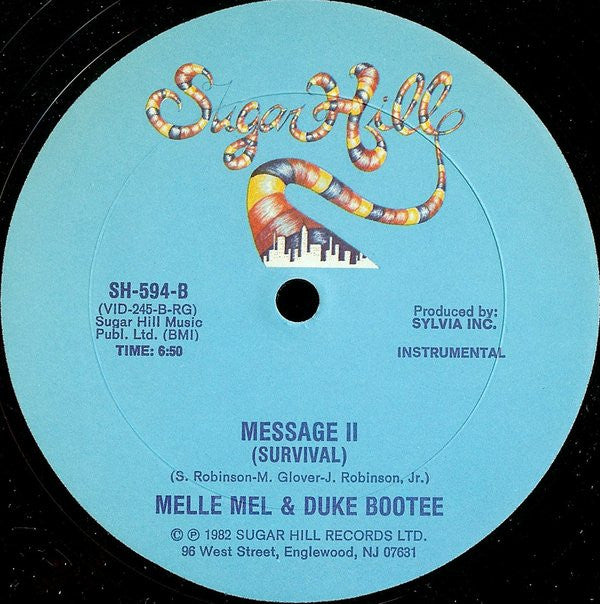 Sugar Hill
SH-594-B
(VID-245-B-RG)
Sugar Hill Music
Publ. Ltd. (BMI)
TIME: 6:50
Produced by:
SYLVIA INC.
INSTRUMENTAL
MESSAGE II
(SURVIVAL)
(S. Robinson-M. Glover-J. Robinson, Jr.)
MELLE MEL & DUKE BOOTEE
© ℗ 1982 SUGAR HILL RECORDS LTD.
96 West Street, Englewood, NJ 07631